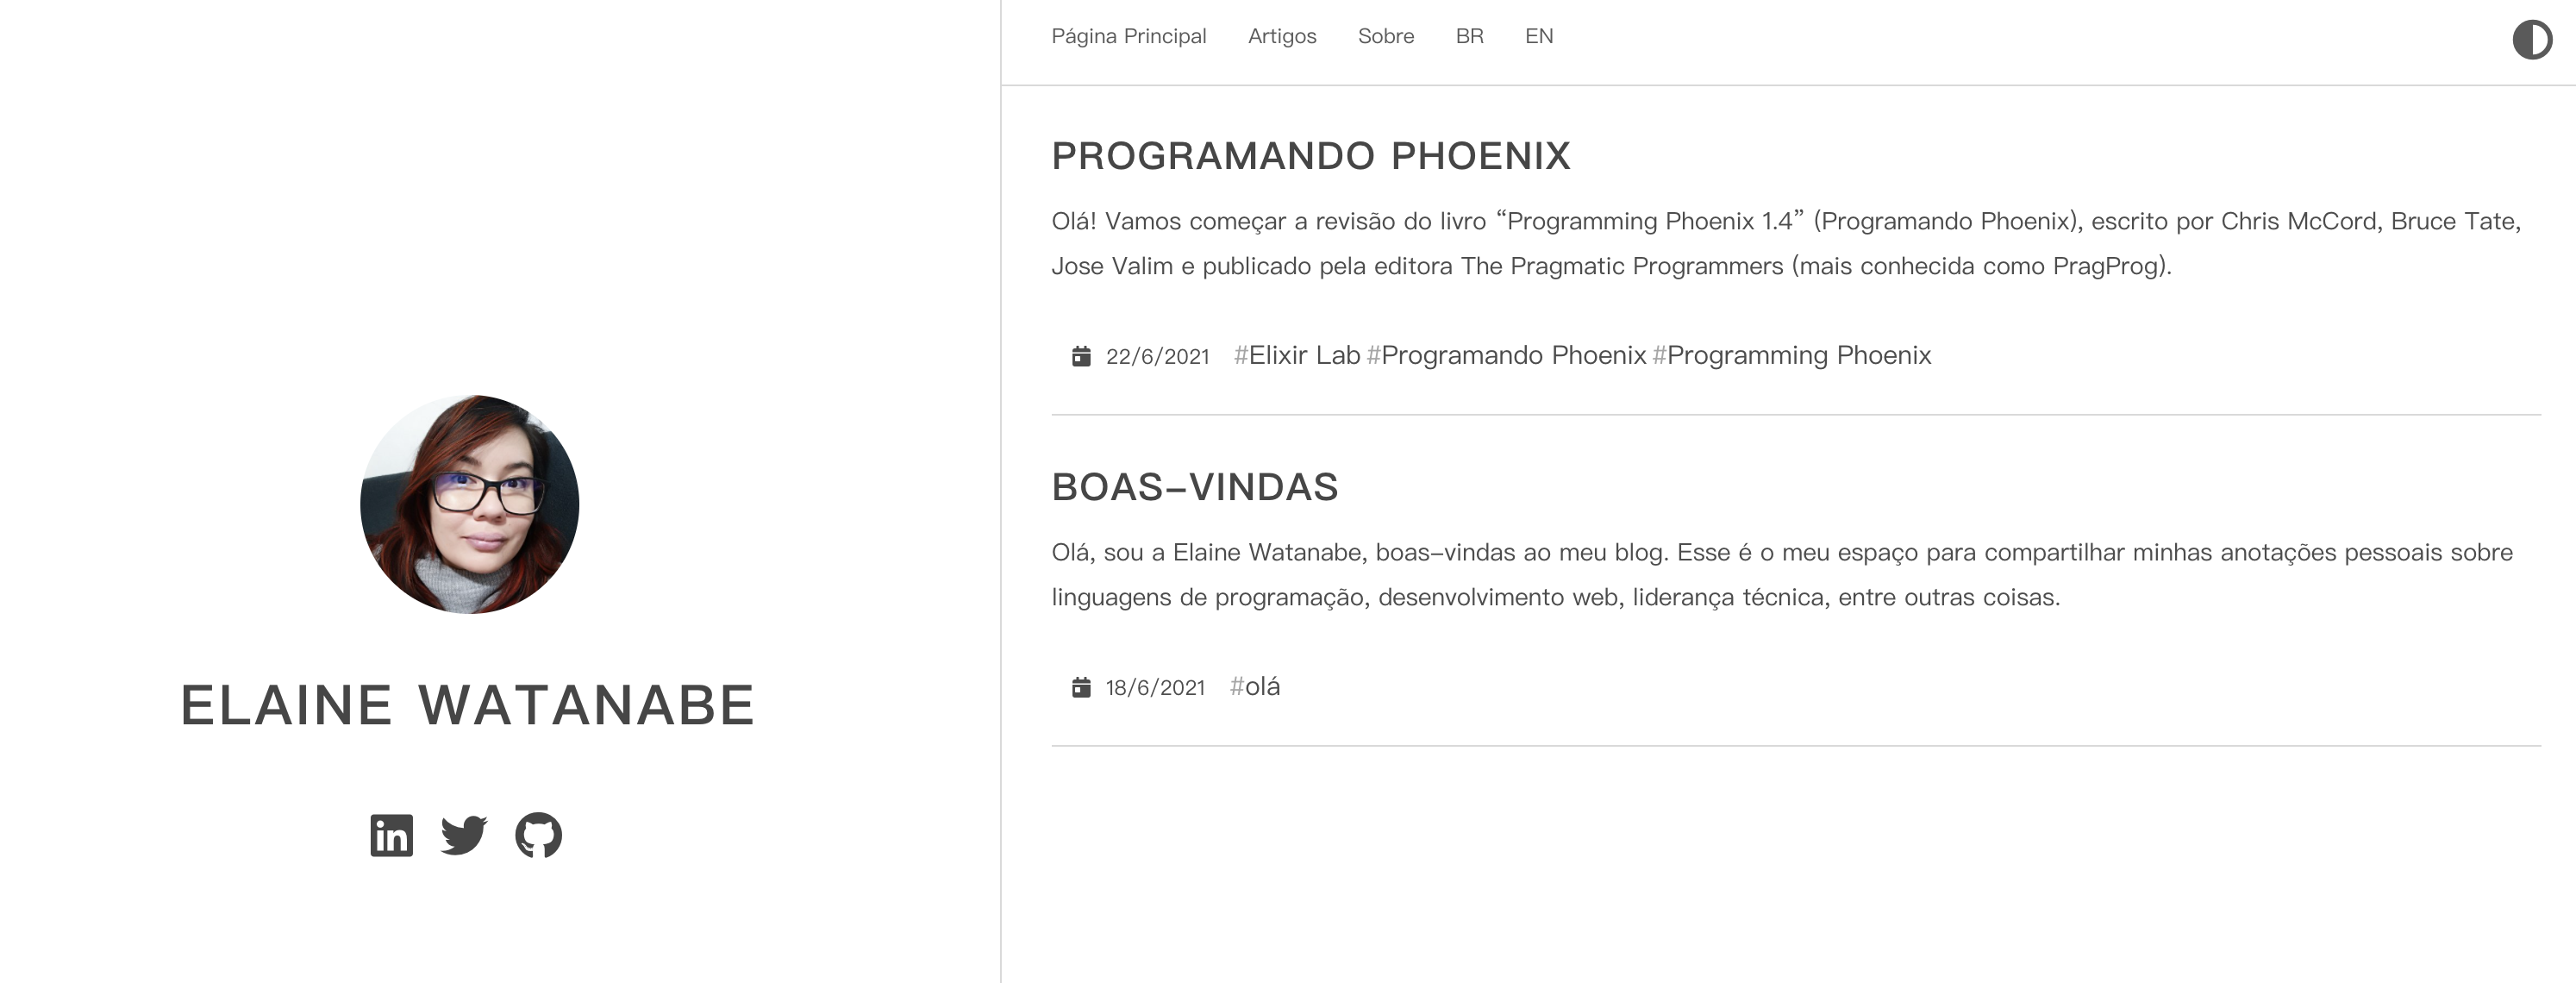 Página Principal Artigos Sobre BR EN
PROGRAMANDO PHOENIX
Olá! Vamos começar a revisão do livro “Programming Phoenix 1.4” (Programando Phoenix), escrito por Chris McCord, Bruce Tate,
Jose Valim e publicado pela editora The Pragmatic Programmers (mais conhecida como PragProg).
22/6/2021 #Elixir Lab #Programando Phoenix #Programming Phoenix
BOAS-VINDAS
Olá, sou a Elaine Watanabe, boas-vindas ao meu blog. Esse é o meu espaço para compartilhar minhas anotações pessoais sobre
linguagens de programação, desenvolvimento web, liderança técnica, entre outras coisas.
18/6/2021 #olá
ELAINE WATANABE
in